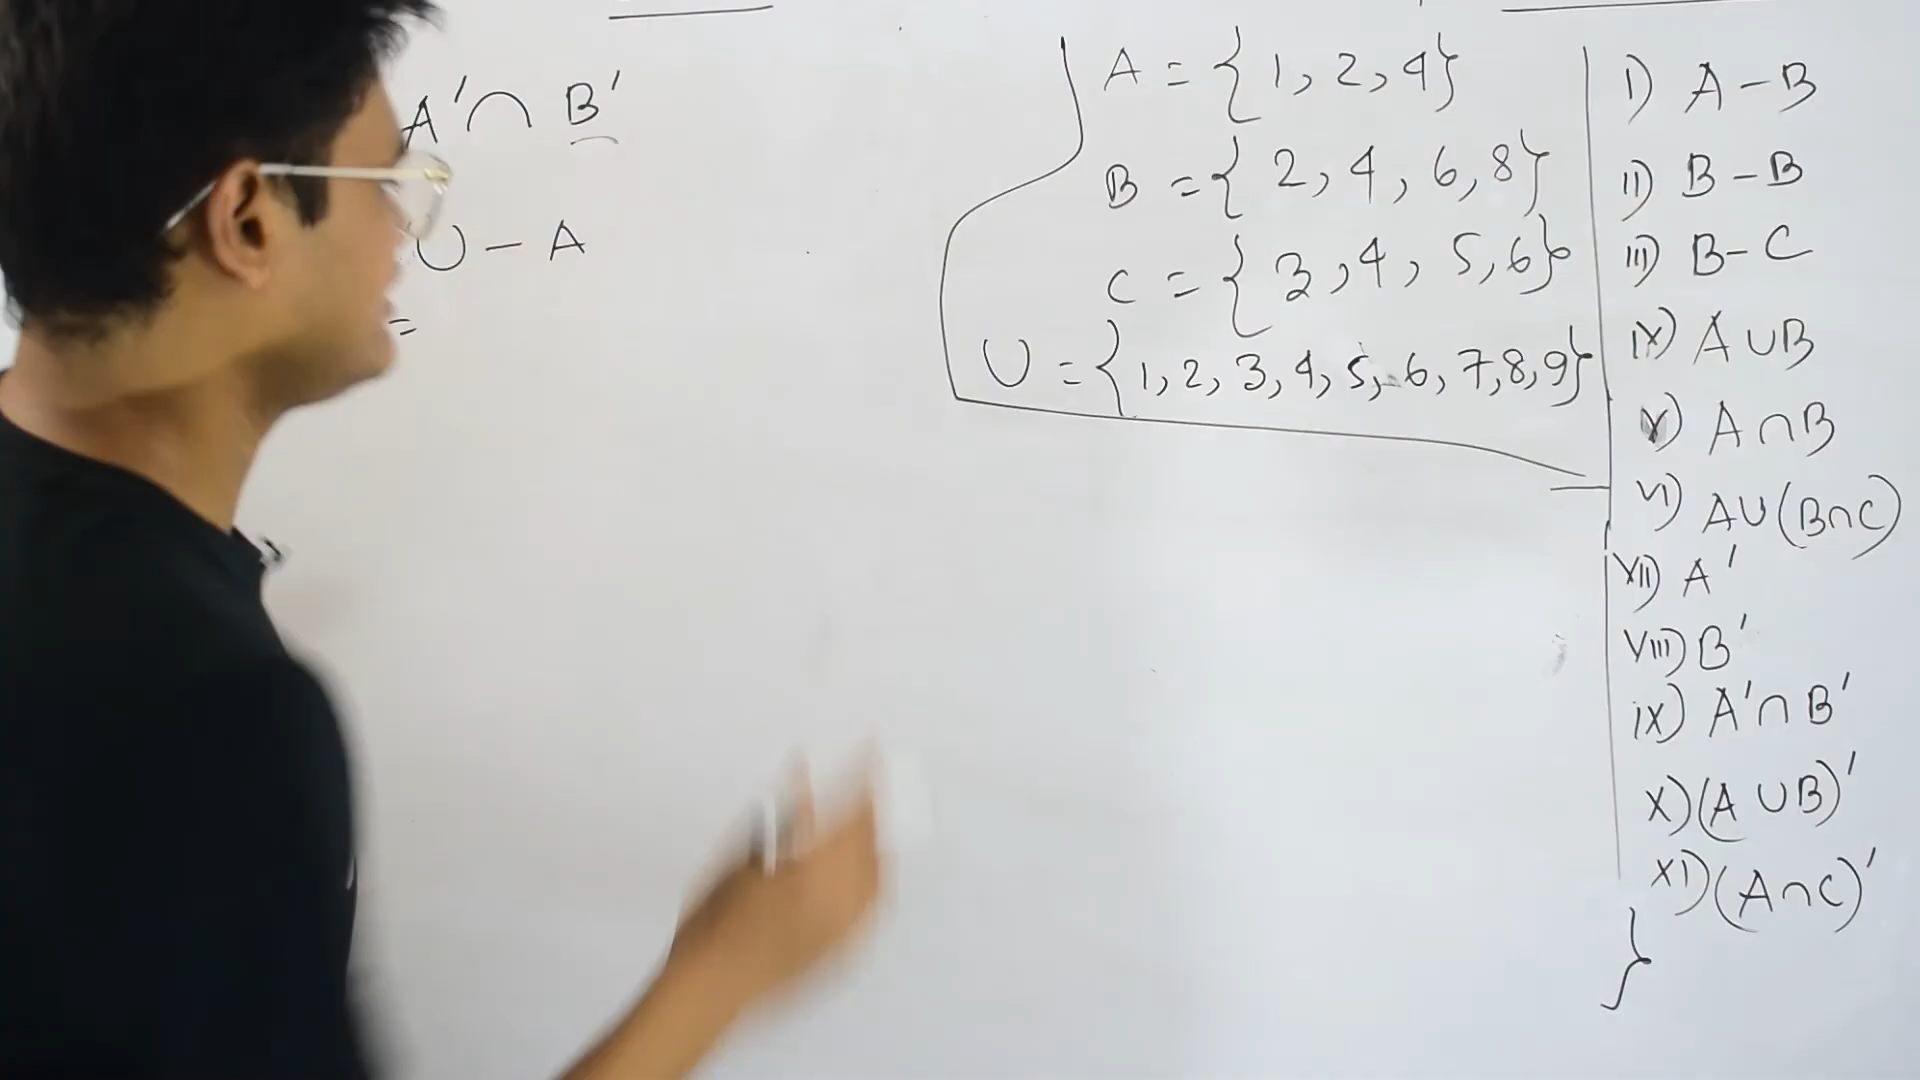 A′∩ B′
U - A
=
A = {1, 2, 4}
B = {2, 4, 6, 8}
C = {3, 4, 5, 6}
U = {1, 2, 3, 4, 5, 6, 7, 8, 9}
I) A - B
II) B - B
III) B - C
IV) A ∪ B
V) A ∩ B
VI) A ∪ (B ∩ C)
VII) A′
VIII) B′
IX) A′ ∩ B′
X) (A ∪ B)′
XI) (A ∩ C)′
}